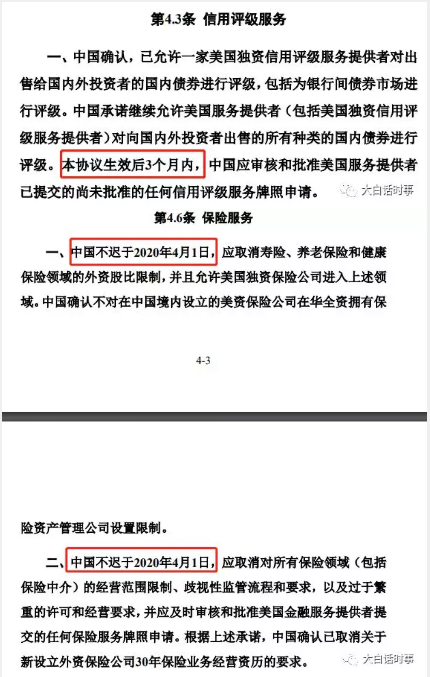 第4.3条 信用评级服务
一、中国确认，已允许一家美国独资信用评级服务提供者对出
售给国内外投资者的国内债券进行评级，包括为银行间债券市场进
行评级。中国承诺继续允许美国服务提供者（包括美国独资信用评
级服务提供者）对向国内外投资者出售的所有种类的国内债券进行
评级。本协议生效后3个月内，中国应审核和批准美国服务提供者
已提交的尚未批准的任何信用评级服务牌照申请。
大白话时事
第4.6条 保险服务
一、中国不迟于2020年4月1日，应取消寿险、养老保险和健康
保险领域的外资股比限制，并且允许美国独资保险公司进入上述领
域。中国确认不对在中国境内设立的美资保险公司在华全资拥有保
4-3
险资产管理公司设置限制。
二、中国不迟于2020年4月1日，应取消对所有保险领域（包括
保险中介）的经营范围限制、歧视性监管流程和要求，以及过于繁
重的许可和经营要求，并应及时审核和批准美国金融服务提供者提
交的任何保险服务牌照申请。根据上述承诺，中国确认已取消关于
新设立外资保险公司30年保险业务经营资历的要求。
大白话时事